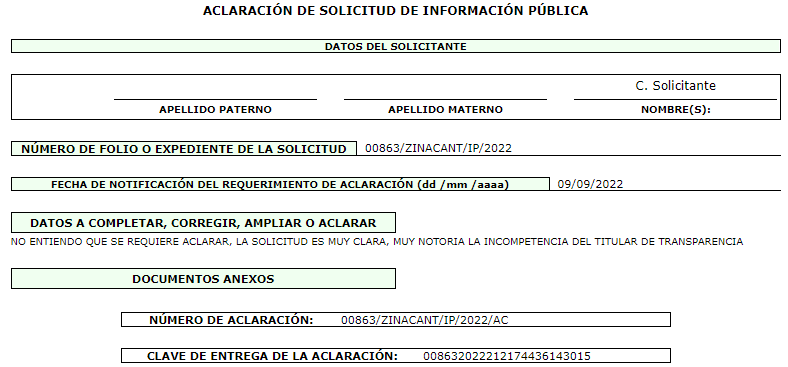 ACLARACIÓN DE SOLICITUD DE INFORMACIÓN PÚBLICA
DATOS DEL SOLICITANTE
C. Solicitante
APELLIDO PATERNO APELLIDO MATERNO NOMBRE(S):
NÚMERO DE FOLIO O EXPEDIENTE DE LA SOLICITUD 00863/ZINACANT/IP/2022
FECHA DE NOTIFICACIÓN DEL REQUERIMIENTO DE ACLARACIÓN (dd /mm /aaaa) 09/09/2022
DATOS A COMPLETAR, CORREGIR, AMPLIAR O ACLARAR
NO ENTIENDO QUE SE REQUIERE ACLARAR, LA SOLICITUD ES MUY CLARA, MUY NOTORIA LA INCOMPETENCIA DEL TITULAR DE TRANSPARENCIA
DOCUMENTOS ANEXOS
NÚMERO DE ACLARACIÓN: 00863/ZINACANT/IP/2022/AC
CLAVE DE ENTREGA DE LA ACLARACIÓN: 008632022212174436143015